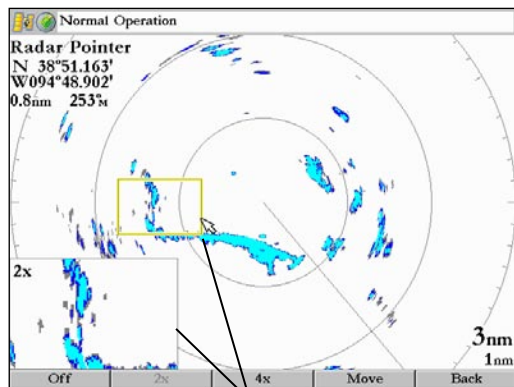 Normal Operation
Radar Pointer
N 38°51.163'
W094°48.902'
0.8nm 253°M
2x
3nm
1nm
Off 2x 4x Move Back